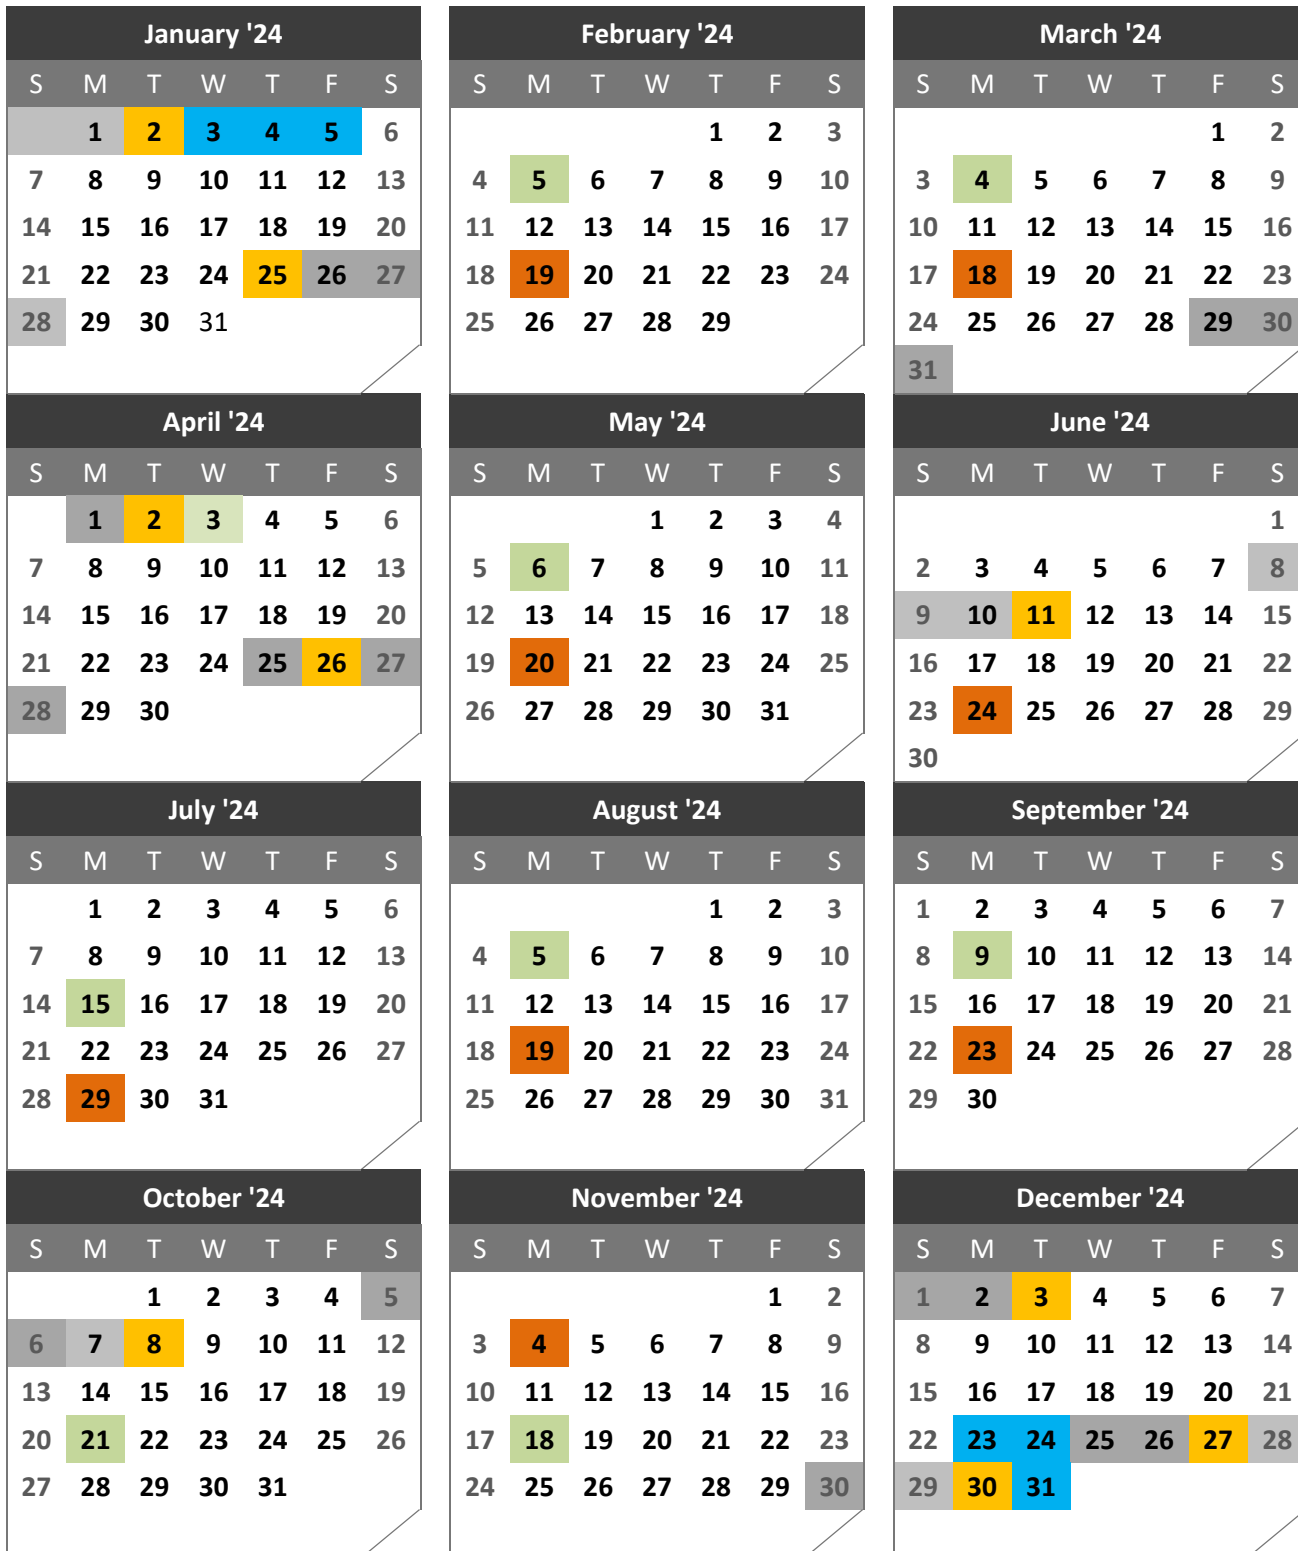 January '24
S M T W T F S
1 2 3 4 5 6
7 8 9 10 11 12 13
14 15 16 17 18 19 20
21 22 23 24 25 26 27
28 29 30 31
February '24
S M T W T F S
1 2 3
4 5 6 7 8 9 10
11 12 13 14 15 16 17
18 19 20 21 22 23 24
25 26 27 28 29
March '24
S M T W T F S
1 2
3 4 5 6 7 8 9
10 11 12 13 14 15 16
17 18 19 20 21 22 23
24 25 26 27 28 29 30
31
April '24
S M T W T F S
1 2 3 4 5 6
7 8 9 10 11 12 13
14 15 16 17 18 19 20
21 22 23 24 25 26 27
28 29 30
May '24
S M T W T F S
1 2 3 4
5 6 7 8 9 10 11
12 13 14 15 16 17 18
19 20 21 22 23 24 25
26 27 28 29 30 31
June '24
S M T W T F S
1
2 3 4 5 6 7 8
9 10 11 12 13 14 15
16 17 18 19 20 21 22
23 24 25 26 27 28 29
30
July '24
S M T W T F S
1 2 3 4 5 6
7 8 9 10 11 12 13
14 15 16 17 18 19 20
21 22 23 24 25 26 27
28 29 30 31
August '24
S M T W T F S
1 2 3
4 5 6 7 8 9 10
11 12 13 14 15 16 17
18 19 20 21 22 23 24
25 26 27 28 29 30 31
September '24
S M T W T F S
1 2 3 4 5 6 7
8 9 10 11 12 13 14
15 16 17 18 19 20 21
22 23 24 25 26 27 28
29 30
October '24
S M T W T F S
1 2 3 4 5
6 7 8 9 10 11 12
13 14 15 16 17 18 19
20 21 22 23 24 25 26
27 28 29 30 31
November '24
S M T W T F S
1 2
3 4 5 6 7 8 9
10 11 12 13 14 15 16
17 18 19 20 21 22 23
24 25 26 27 28 29 30
December '24
S M T W T F S
1 2 3 4 5 6 7
8 9 10 11 12 13 14
15 16 17 18 19 20 21
22 23 24 25 26 27 28
29 30 31